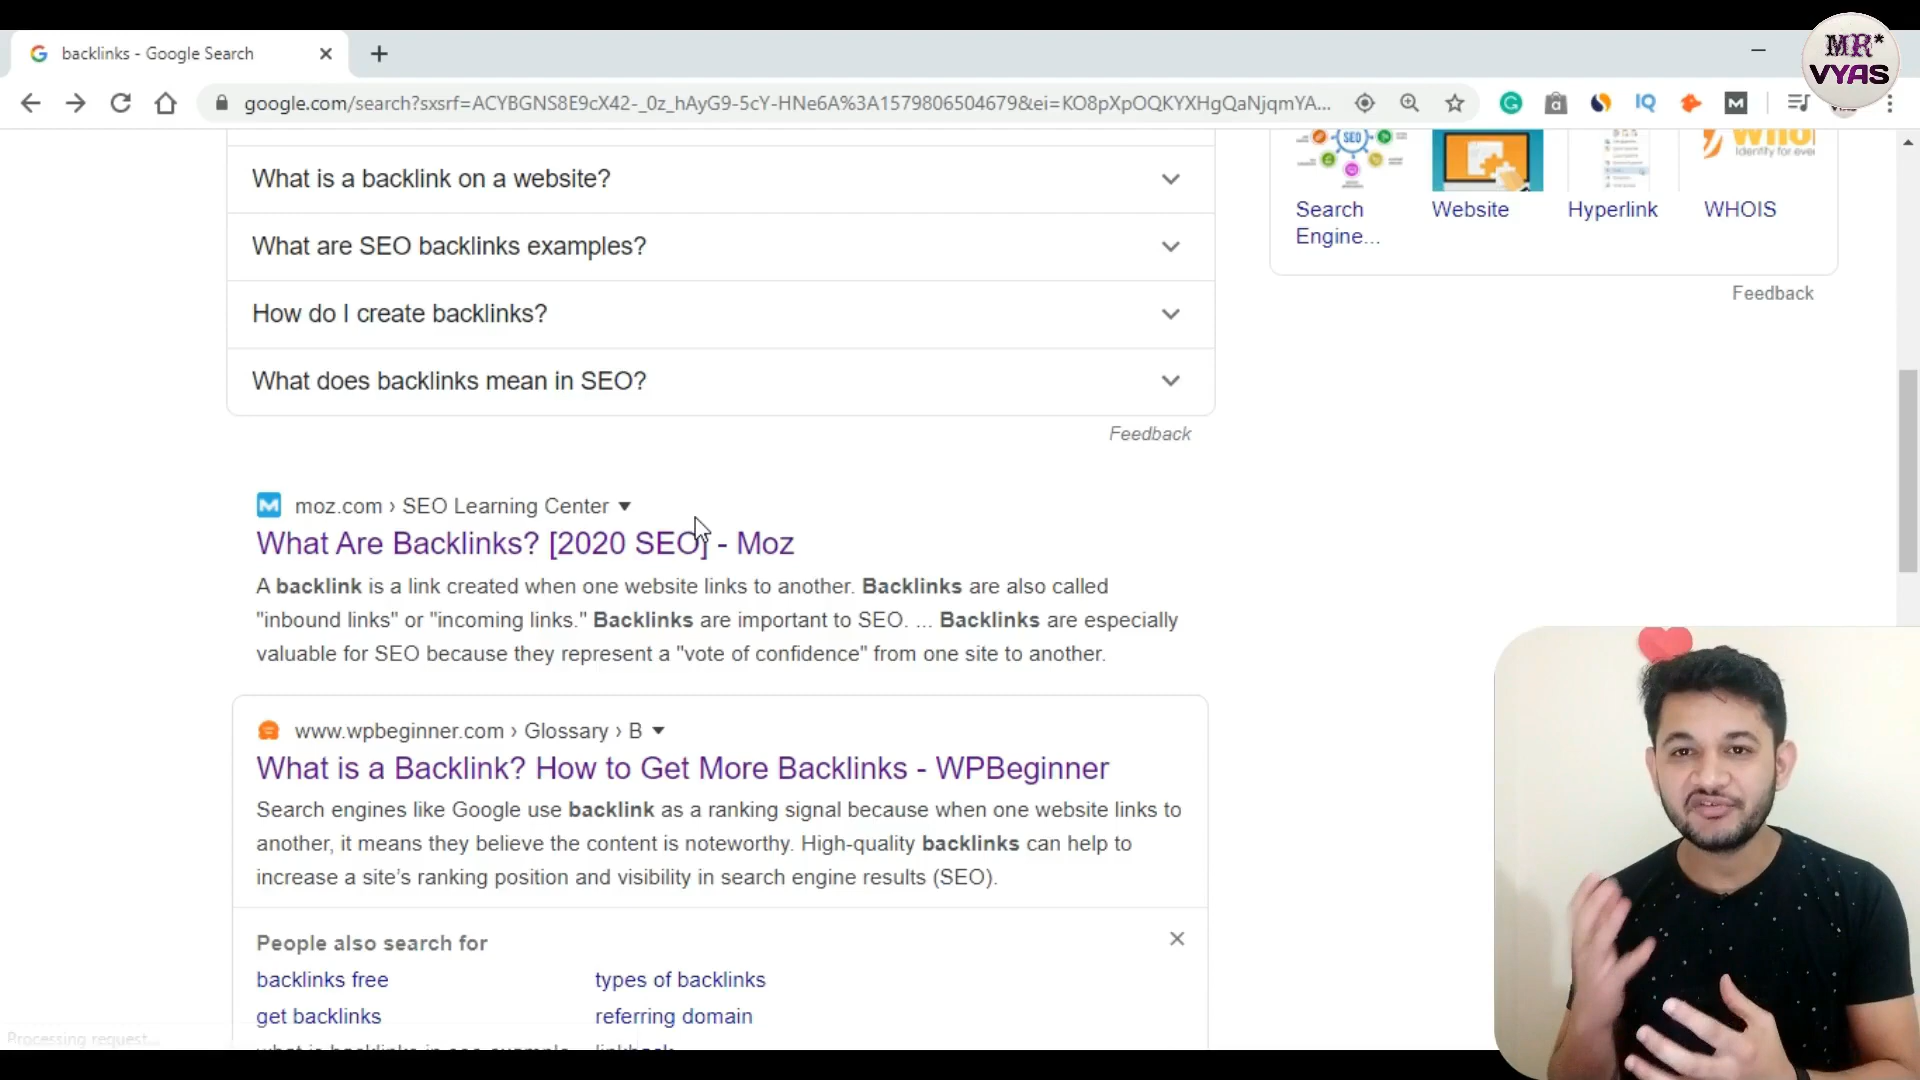 backlinks - Google Search
MR*
VYAS
google.com/search?sxsrf=ACYBGNS8E9cX42-_0z_hAyG9-5cY-HNe6A%3A1579806504679&ei=KO8pXpOQKYXHgQaNjqmYA...
What is a backlink on a website?
What are SEO backlinks examples?
How do I create backlinks?
What does backlinks mean in SEO?
Feedback
SEO
Identity for ever
Search
Engine...
Website
Hyperlink
WHOIS
Feedback
moz.com › SEO Learning Center
What Are Backlinks? [2020 SEO] - Moz
A backlink is a link created when one website links to another. Backlinks are also called
"inbound links" or "incoming links." Backlinks are important to SEO. ... Backlinks are especially
valuable for SEO because they represent a "vote of confidence" from one site to another.
www.wpbeginner.com › Glossary › B
What is a Backlink? How to Get More Backlinks - WPBeginner
Search engines like Google use backlink as a ranking signal because when one website links to
another, it means they believe the content is noteworthy. High-quality backlinks can help to
increase a site's ranking position and visibility in search engine results (SEO).
People also search for
backlinks free
types of backlinks
get backlinks
referring domain
Processing request...